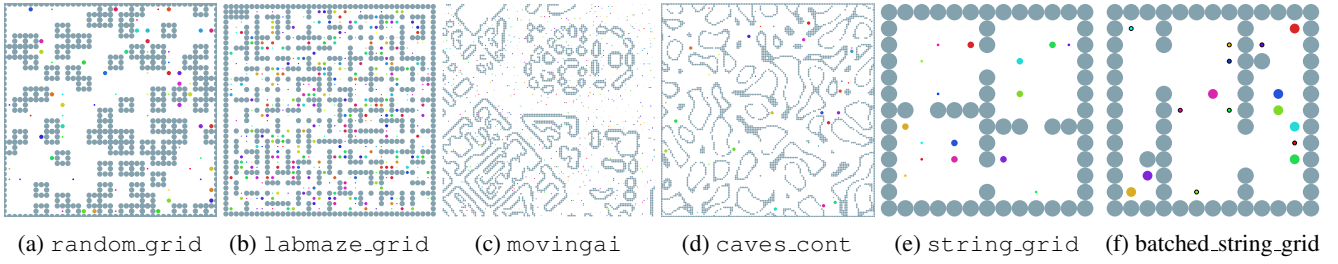 (a) random_grid (b) labmaze_grid (c) movingai (d) caves_cont (e) string_grid (f) batched_string_grid